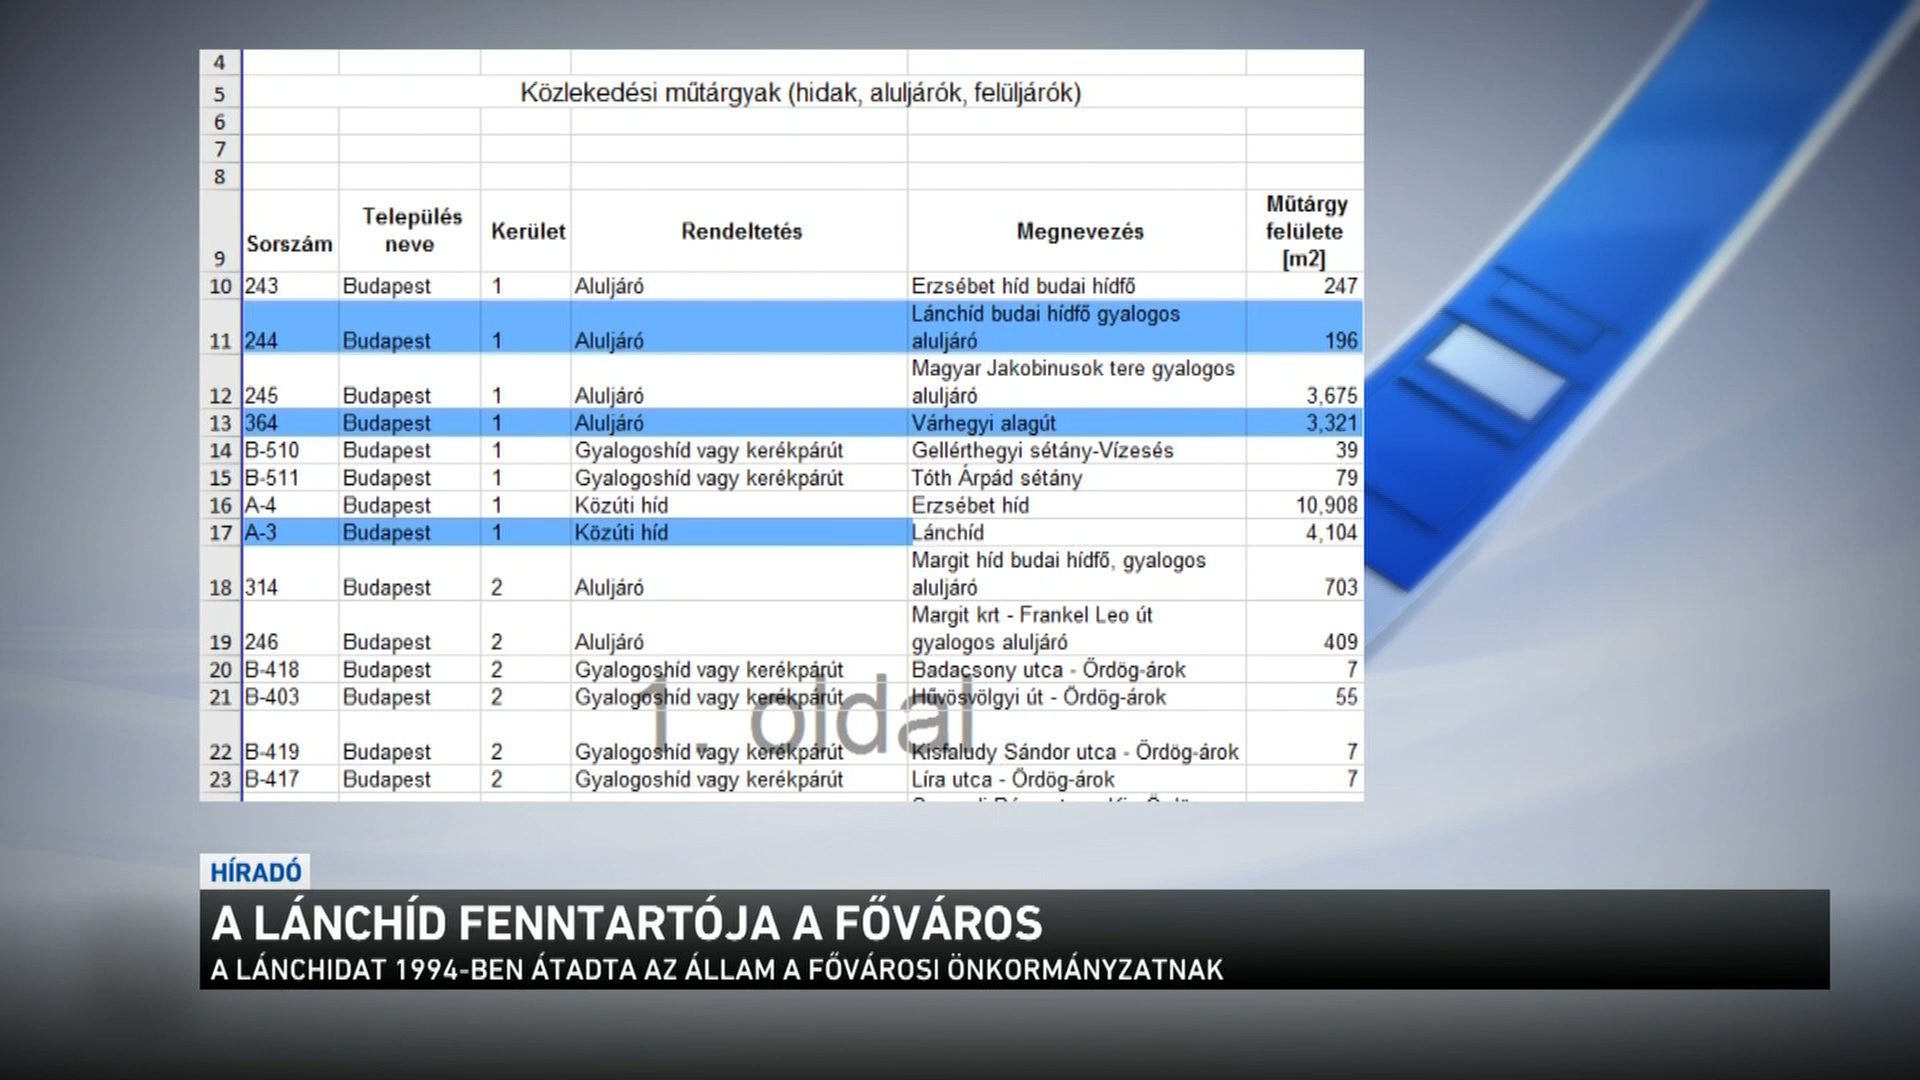 4
5 Közlekedési műtárgyak (hidak, aluljárók, felüljárók)
6
7
8
9 Sorszám Település neve Kerület Rendeltetés Megnevezés Műtárgy felülete [m2]
10 243 Budapest 1 Aluljáró Erzsébet híd budai hídfő 247
11 244 Budapest 1 Aluljáró Lánchíd budai hídfő gyalogos aluljáró 196
12 245 Budapest 1 Aluljáró Magyar Jakobinusok tere gyalogos aluljáró 3,675
13 364 Budapest 1 Aluljáró Várhegyi alagút 3,321
14 B-510 Budapest 1 Gyalogoshíd vagy kerékpárút Gellérthegyi sétány-Vízesés 39
15 B-511 Budapest 1 Gyalogoshíd vagy kerékpárút Tóth Árpád sétány 79
16 A-4 Budapest 1 Közúti híd Erzsébet híd 10,908
17 A-3 Budapest 1 Közúti híd Lánchíd 4,104
18 314 Budapest 2 Aluljáró Margit híd budai hídfő, gyalogos aluljáró 703
19 246 Budapest 2 Aluljáró Margit krt - Frankel Leo út gyalogos aluljáró 409
20 B-418 Budapest 2 Gyalogoshíd vagy kerékpárút Badacsony utca - Ördög-árok 7
21 B-403 Budapest 2 Gyalogoshíd vagy kerékpárút Hűvösvölgyi út - Ördög-árok 55
1. oldal
22 B-419 Budapest 2 Gyalogoshíd vagy kerékpárút Kisfaludy Sándor utca - Ördög-árok 7
23 B-417 Budapest 2 Gyalogoshíd vagy kerékpárút Líra utca - Ördög-árok 7
HÍRADÓ
A LÁNCHÍD FENNTARTÓJA A FŐVÁROS
A LÁNCHIDAT 1994-BEN ÁTADTA AZ ÁLLAM A FŐVÁROSI ÖNKORMÁNYZATNAK